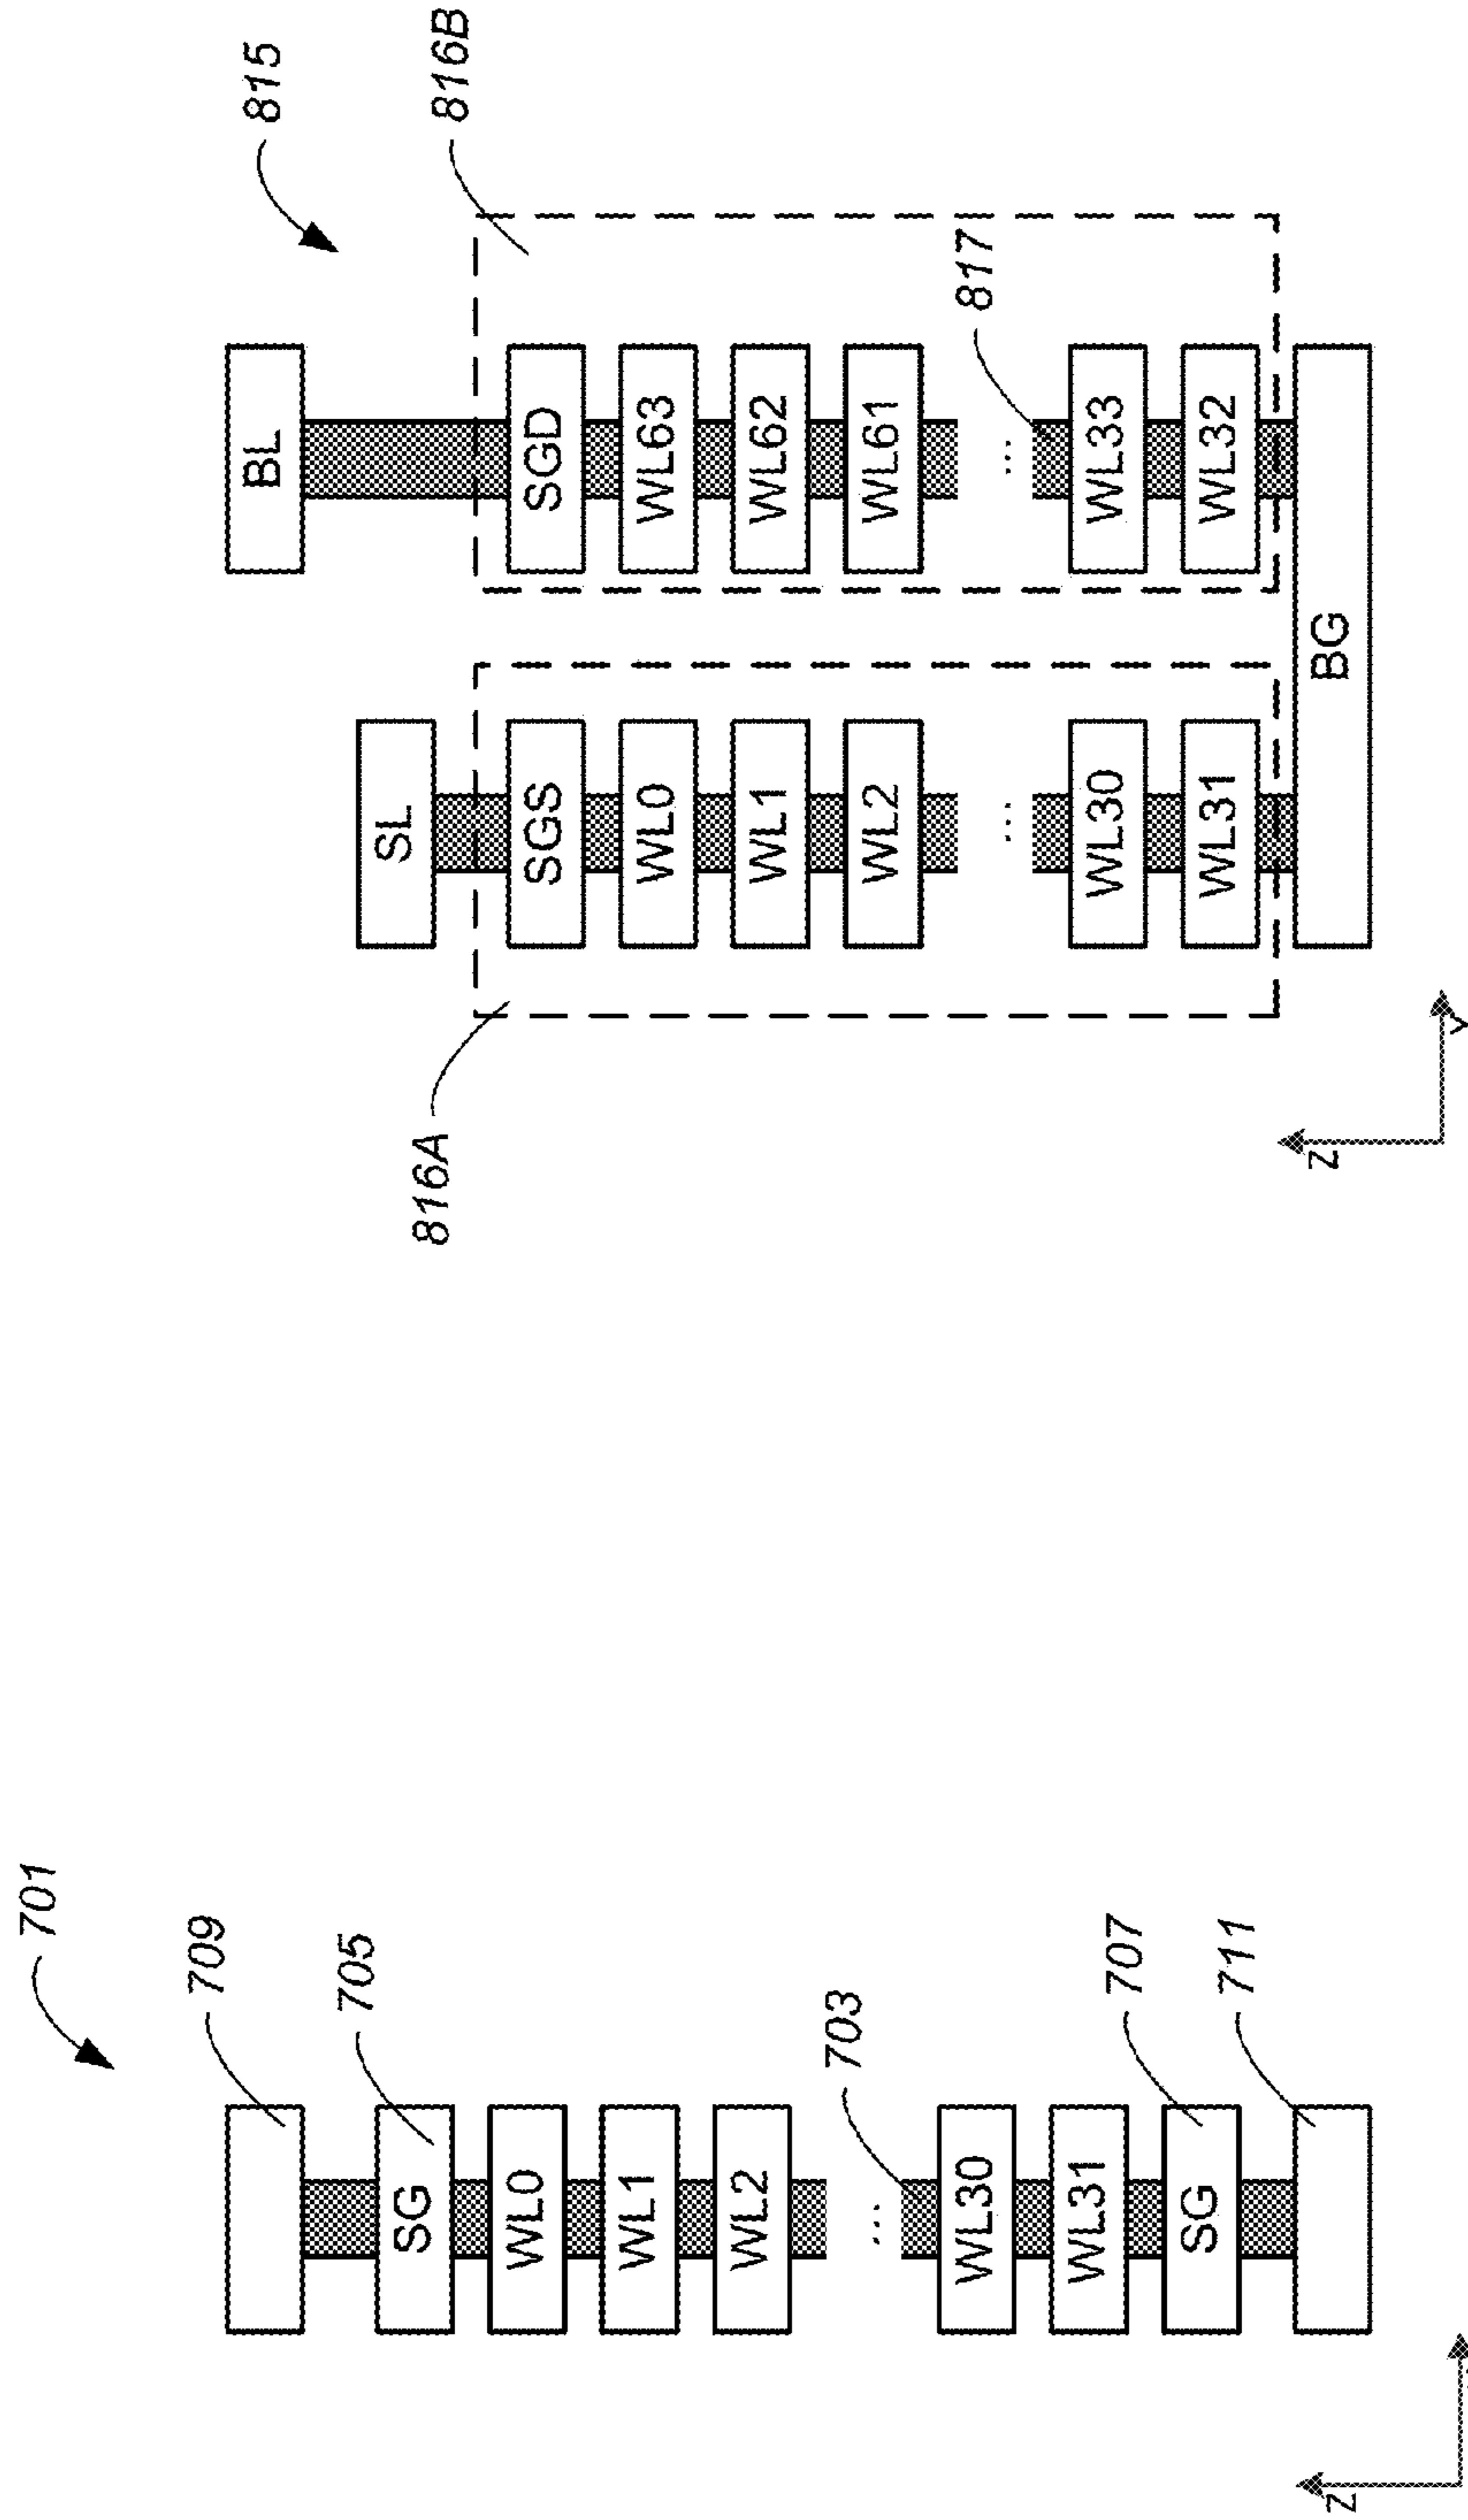 701
709
705
SG
WL0
WL1
WL2
703
...
WL30
WL31
707
SG
711
Z
815
816B
BL
SL
816A
SGS
SGD
WL0
WL63
WL1
WL62
WL2
WL61
817
...
...
WL30
WL33
WL31
WL32
BG
Z